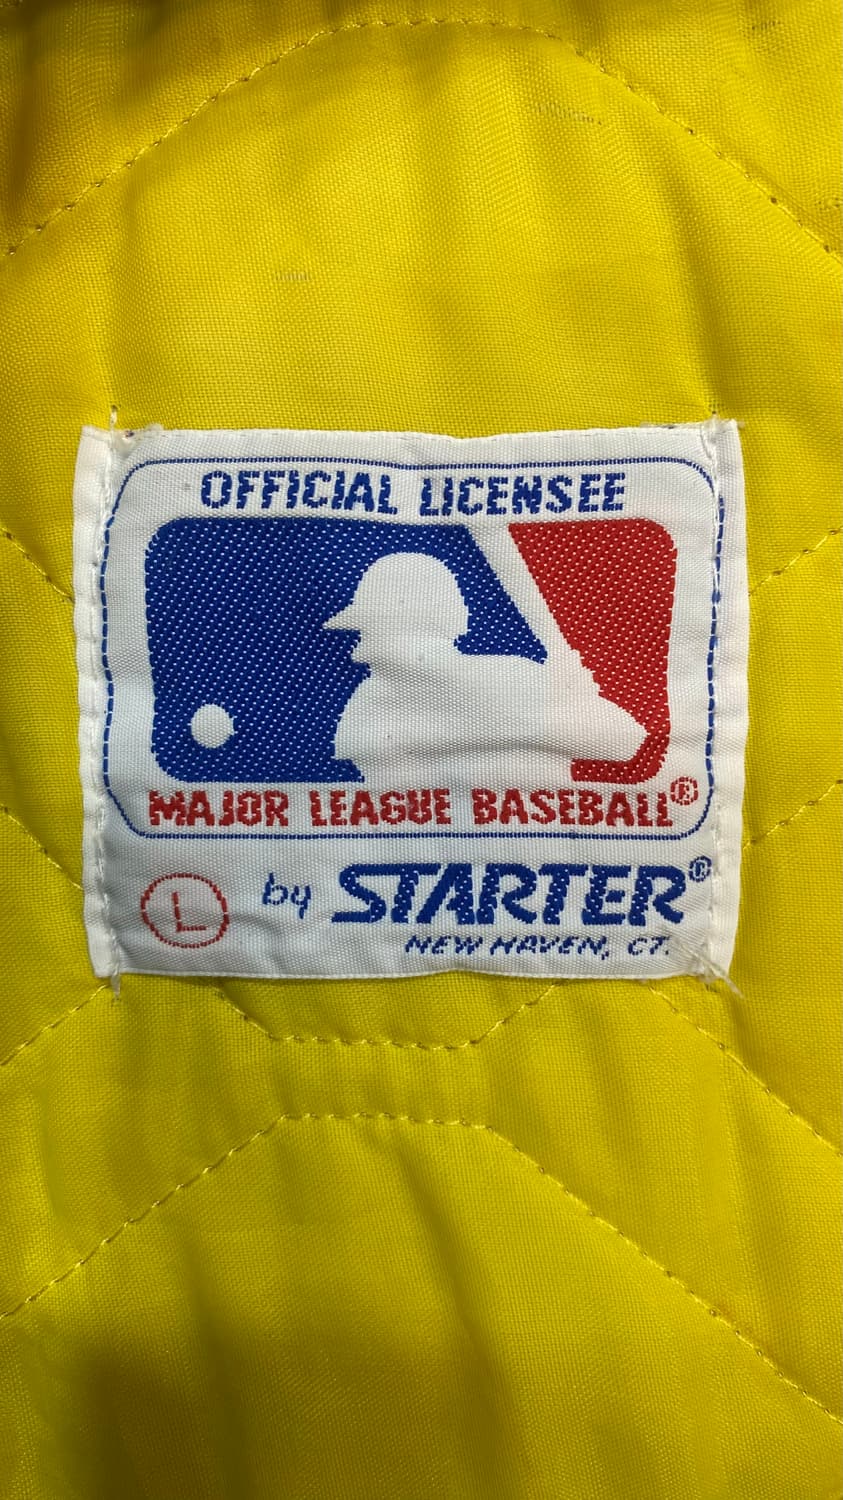 OFFICIAL LICENSEE
MAJOR LEAGUE BASEBALL®
L by STARTER®
NEW HAVEN, CT.